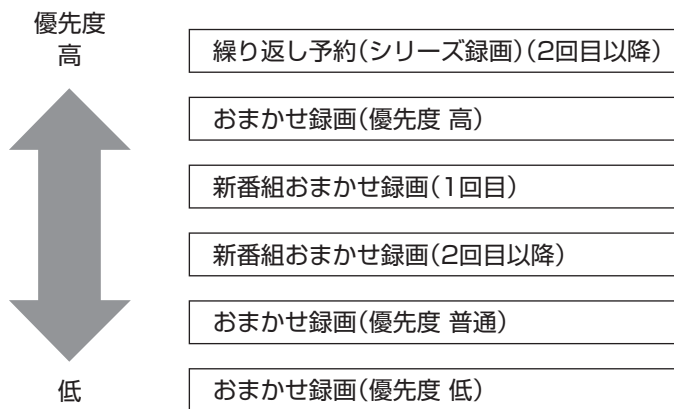 優先度
高
繰り返し予約(シリーズ録画)(2回目以降)
おまかせ録画(優先度 高)
新番組おまかせ録画(1回目)
新番組おまかせ録画(2回目以降)
おまかせ録画(優先度 普通)
低
おまかせ録画(優先度 低)